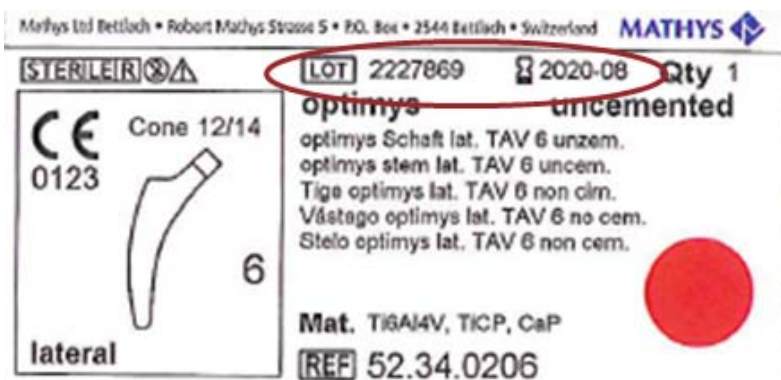 Mathys Ltd Bettlach • Robert Mathys Strasse 5 • P.O. Box • 2544 Bettlach • Switzerland MATHYS
STERILE R 2
LOT 2227869 2020-08 Qty 1
optimys uncemented
CE 0123
Cone 12/14
6
lateral
optimys Schaft lat. TAV 6 unzem.
optimys stem lat. TAV 6 uncem.
Tige optimys lat. TAV 6 non cim.
Vástago optimys lat. TAV 6 no cem.
Stelo optimys lat. TAV 6 non cem.
Mat. Ti6Al4V, TiCP, CaP
REF 52.34.0206